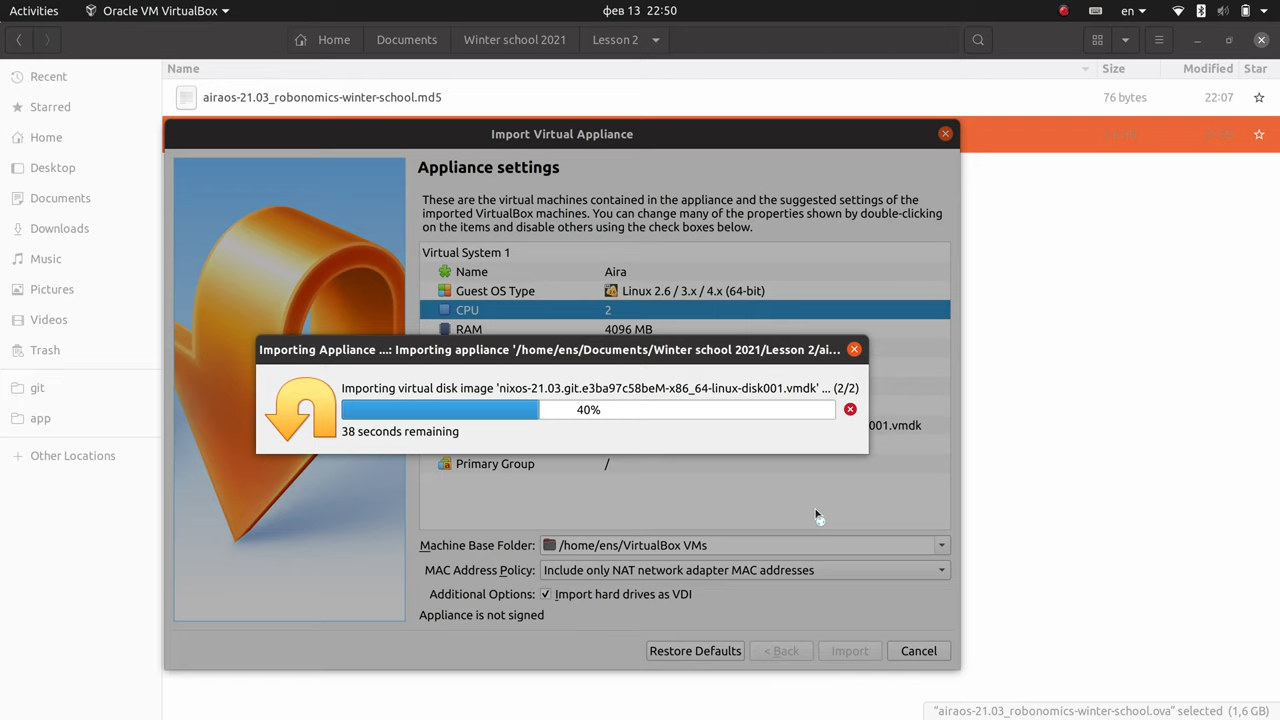 Activities
Oracle VM VirtualBox
фев 13 22:50
en
Home
Documents
Winter school 2021
Lesson 2
Name
Size
Modified
Star
Recent
Starred
Home
Desktop
Documents
Downloads
Music
Pictures
Videos
Trash
git
app
Other Locations
airaos-21.03_robonomics-winter-school.md5
76 bytes
22:07
Import Virtual Appliance
Appliance settings
These are the virtual machines contained in the appliance and the suggested settings of the
imported VirtualBox machines. You can change many of the properties shown by double-clicking
on the items and disable others using the check boxes below.
Virtual System 1
Name
Aira
Guest OS Type
Linux 2.6 / 3.x / 4.x (64-bit)
CPU
2
RAM
4096 MB
Importing Appliance ...: Importing appliance '/home/ens/Documents/Winter school 2021/Lesson 2/ai...
Importing virtual disk image 'nixos-21.03.git.e3ba97c58beM-x86_64-linux-disk001.vmdk' ... (2/2)
40%
38 seconds remaining
001.vmdk
Primary Group
/
Machine Base Folder:
/home/ens/VirtualBox VMs
MAC Address Policy:
Include only NAT network adapter MAC addresses
Additional Options:
Import hard drives as VDI
Appliance is not signed
Restore Defaults
< Back
Import
Cancel
"airaos-21.03_robonomics-winter-school.ova" selected (1,6 GB)